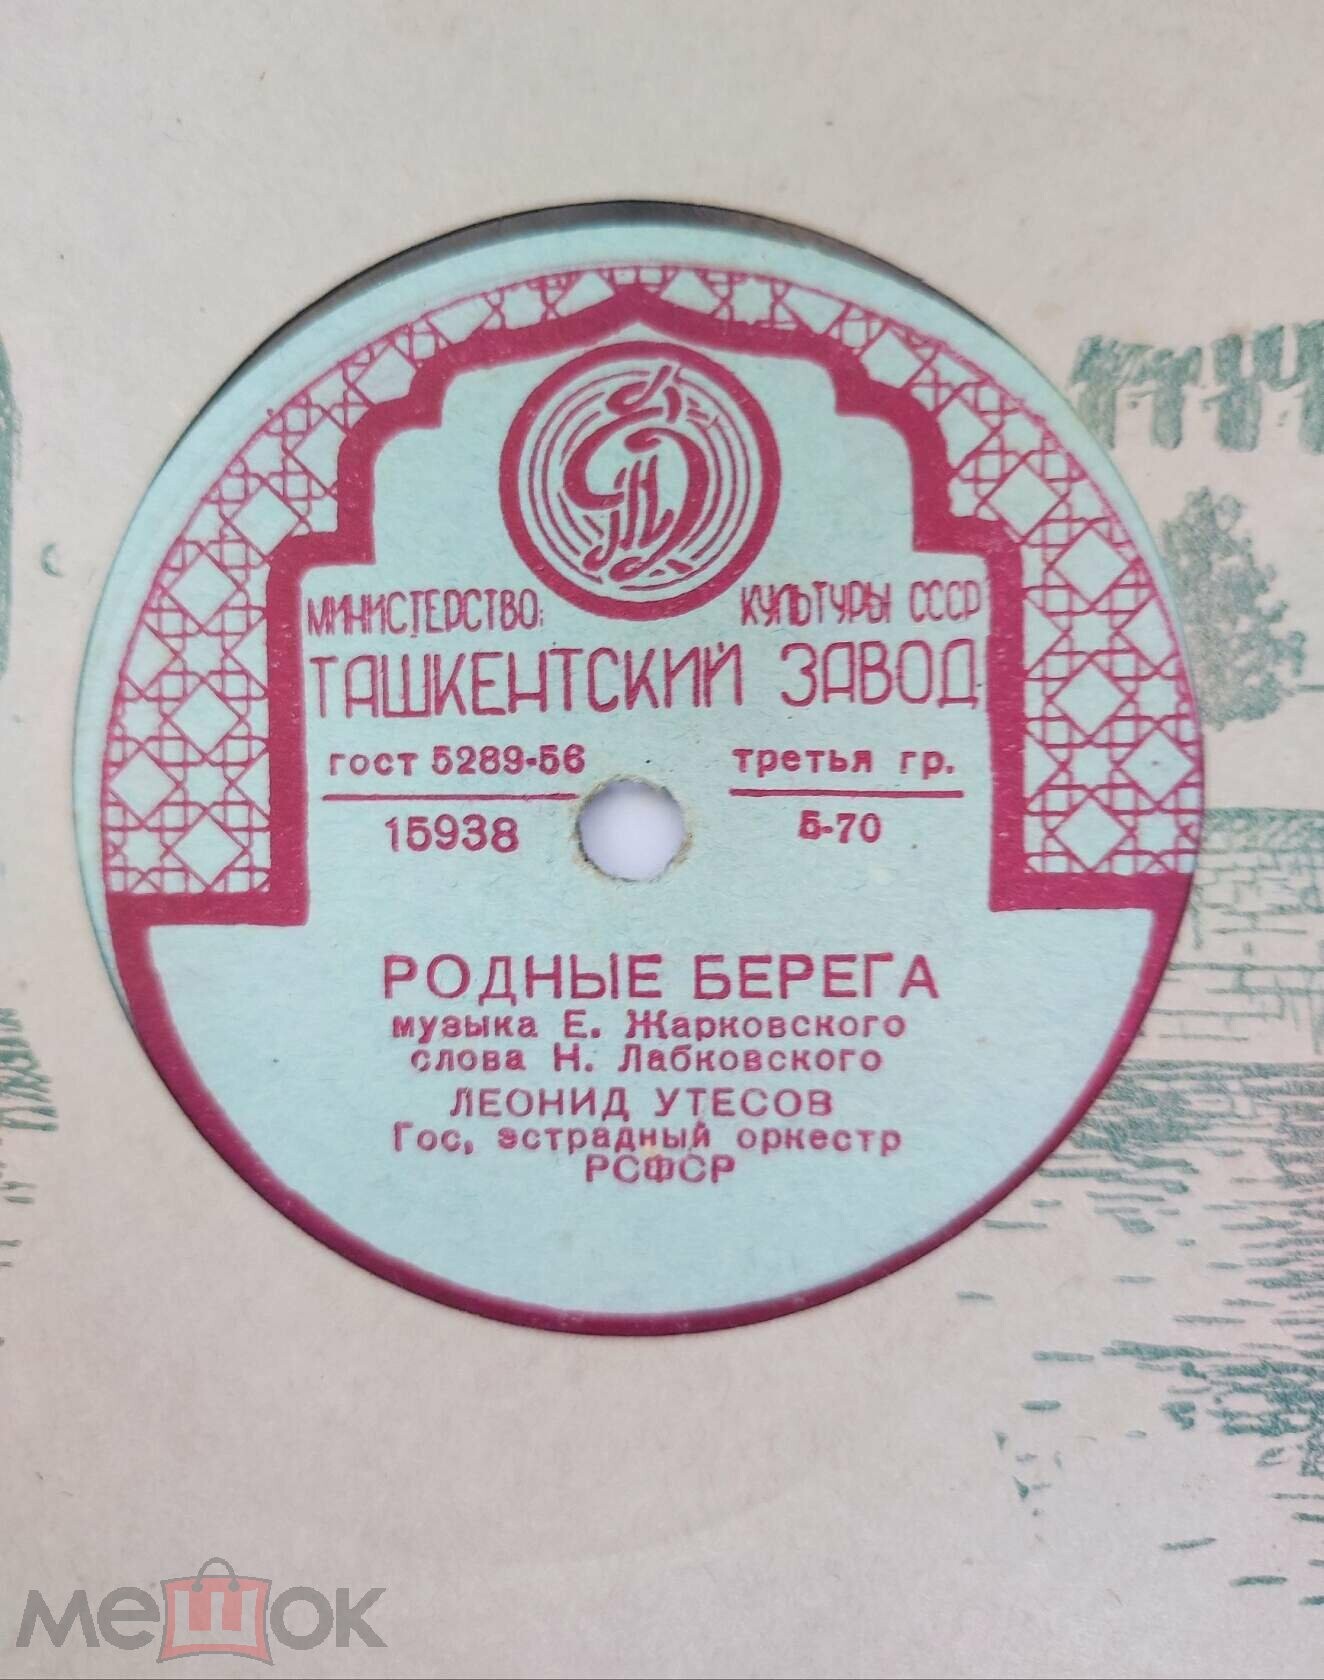 МИНИСТЕРСТВО: КУЛЬТУРЫ СССР
ТАШКЕНТСКИЙ ЗАВОД
гост 5289-56 третья гр.
15938 5-70
РОДНЫЕ БЕРЕГА
музыка Е. Жарковского
слова Н. Лабковского
ЛЕОНИД УТЕСОВ
Гос, эстрадный оркестр
РСФСР
мешок